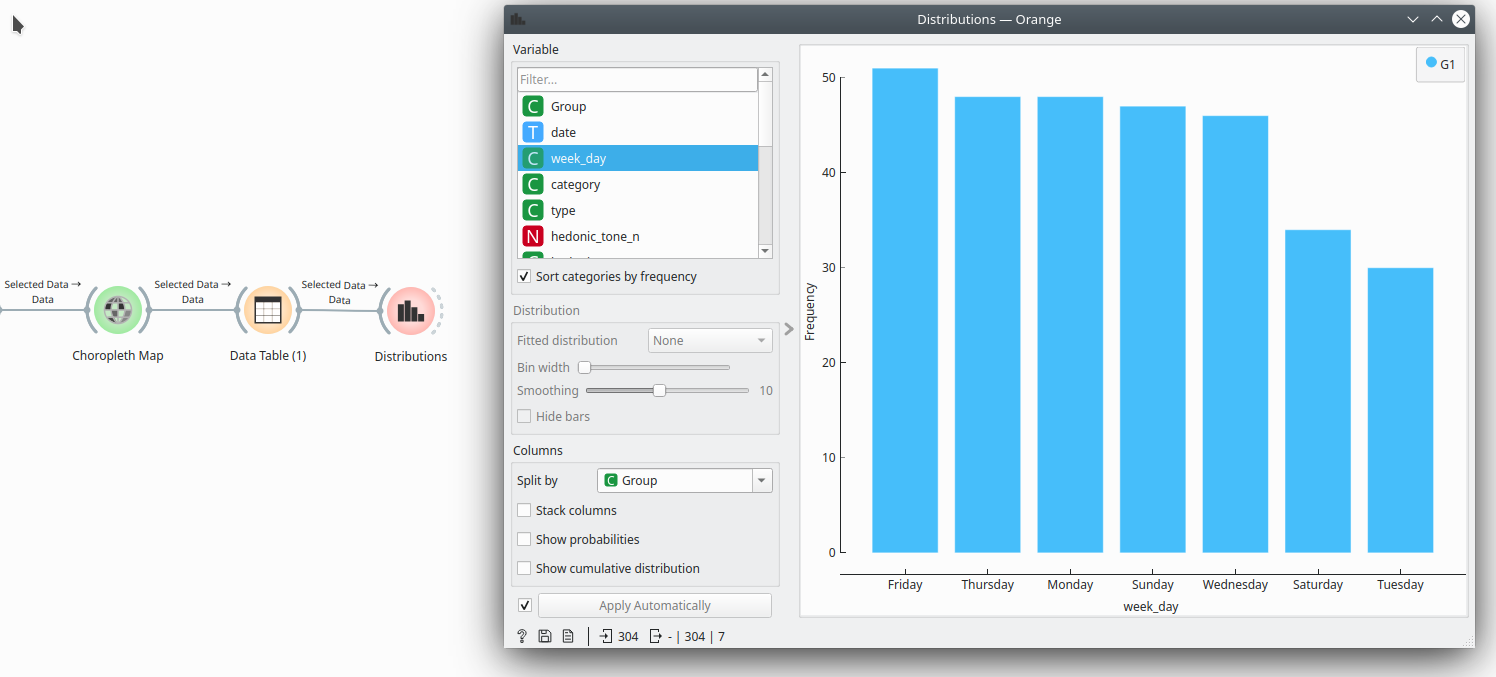 Distributions — Orange
Selected Data →
Data
Selected Data →
Data
Selected Data →
Data
Choropleth Map
Data Table (1)
Distributions
Variable
Filter...
C Group
T date
C week_day
C category
C type
N hedonic_tone_n
Sort categories by frequency
Distribution
Fitted distribution None
Bin width
Smoothing 10
Hide bars
Columns
Split by C Group
Stack columns
Show probabilities
Show cumulative distribution
Apply Automatically
? 304 - | 304 | 7
G1
50
40
30
20
10
0
Frequency
Friday Thursday Monday Sunday Wednesday Saturday Tuesday
week_day